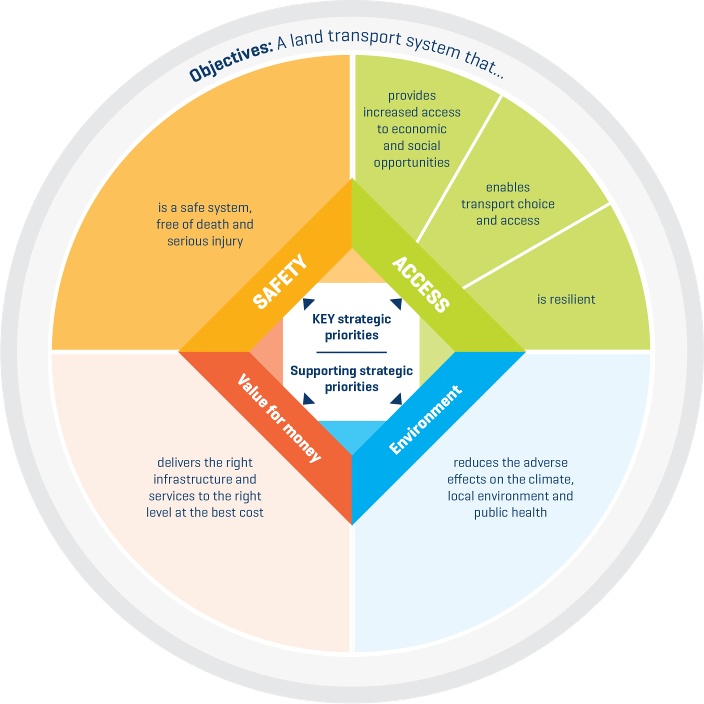 Objectives: A land transport system that...
provides
increased access
to economic
and social
opportunities
enables
transport choice
and access
is a safe system,
free of death and
serious injury
is resilient
SAFETY
ACCESS
KEY strategic
priorities
Supporting strategic
priorities
Value for money
Environment
delivers the right
infrastructure and
services to the right
level at the best cost
reduces the adverse
effects on the climate,
local environment and
public health